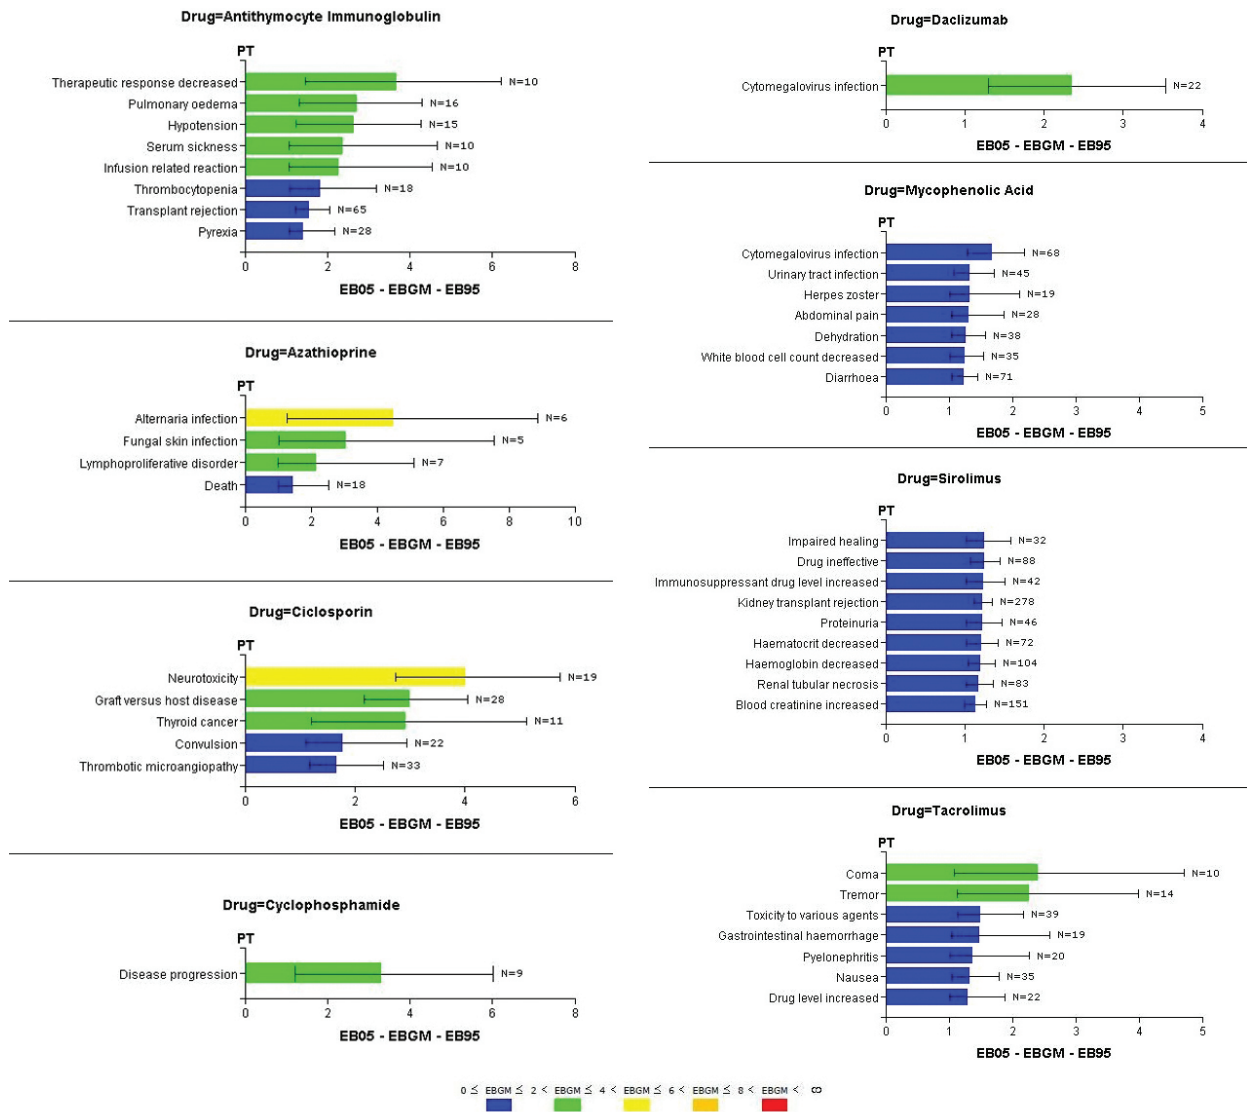 Drug=Antithymocyte Immunoglobulin
PT
Therapeutic response decreased N=10
Pulmonary oedema N=16
Hypotension N=15
Serum sickness N=10
Infusion related reaction N=10
Thrombocytopenia N=18
Transplant rejection N=65
Pyrexia N=28
0 2 4 6 8
EB05 - EBGM - EB95
Drug=Azathioprine
PT
Alternaria infection N=6
Fungal skin infection N=5
Lymphoproliferative disorder N=7
Death N=18
0 2 4 6 8 10
EB05 - EBGM - EB95
Drug=Ciclosporin
PT
Neurotoxicity N=19
Graft versus host disease N=28
Thyroid cancer N=11
Convulsion N=22
Thrombotic microangiopathy N=33
0 2 4 6
EB05 - EBGM - EB95
Drug=Cyclophosphamide
PT
Disease progression N=9
0 2 4 6 8
EB05 - EBGM - EB95
Drug=Daclizumab
PT
Cytomegalovirus infection N=22
0 1 2 3 4
EB05 - EBGM - EB95
Drug=Mycophenolic Acid
PT
Cytomegalovirus infection N=68
Urinary tract infection N=45
Herpes zoster N=19
Abdominal pain N=28
Dehydration N=38
White blood cell count decreased N=35
Diarrhoea N=71
0 1 2 3 4 5
EB05 - EBGM - EB95
Drug=Sirolimus
PT
Impaired healing N=32
Drug ineffective N=88
Immunosuppressant drug level increased N=42
Kidney transplant rejection N=278
Proteinuria N=46
Haematocrit decreased N=72
Haemoglobin decreased N=104
Renal tubular necrosis N=83
Blood creatinine increased N=151
0 1 2 3 4
EB05 - EBGM - EB95
Drug=Tacrolimus
PT
Coma N=10
Tremor N=14
Toxicity to various agents N=39
Gastrointestinal haemorrhage N=19
Pyelonephritis N=20
Nausea N=35
Drug level increased N=22
0 1 2 3 4 5
EB05 - EBGM - EB95
0 ≤ EBGM ≤ 2 < EBGM ≤ 4 < EBGM ≤ 6 < EBGM ≤ 8 < EBGM < ∞